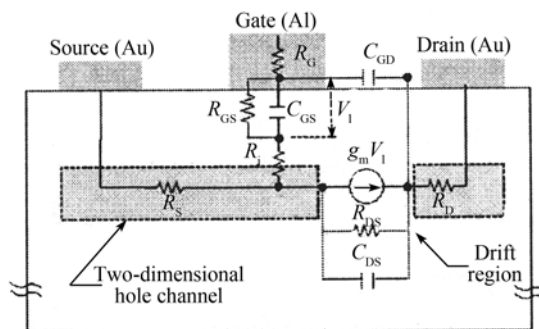 Gate (Al)
Source (Au)
Drain (Au)
R_G
C_GD
R_GS
C_GS
V_1
R_i
g_m V_1
R_S
R_DS
R_D
C_DS
Two-dimensional
hole channel
Drift
region